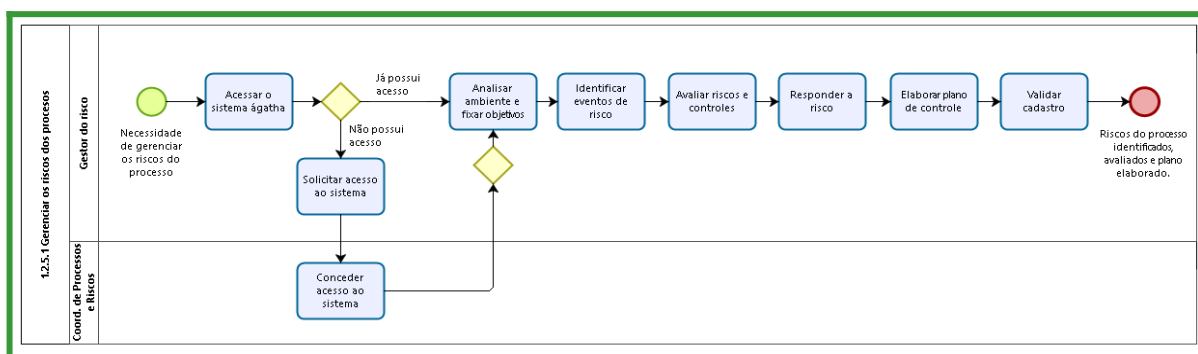 1.2.5.1 Gerenciar os riscos dos procesos
Gestor do risco
Necessidade
de gerenciar
os riscos do
processo
Acessar o
sistema ágatha
Já possui
acesso
Não possui
acesso
Solicitar acesso
ao sistema
Analisar
ambiente e
fixar objetivos
Identificar
eventos de
risco
Avaliar riscos e
controles
Responder a
risco
Elaborar plano
de controle
Validar
cadastro
Riscos do processo
identificados,
avaliados e plano
elaborado.
Coord. de Processos
e Riscos
Conceder
acesso ao
sistema